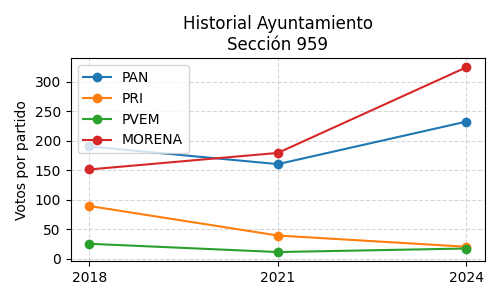 Historial Ayuntamiento
Sección 959
PAN
PRI
PVEM
MORENA
Votos por partido
300
250
200
150
100
50
0
2018 2021 2024